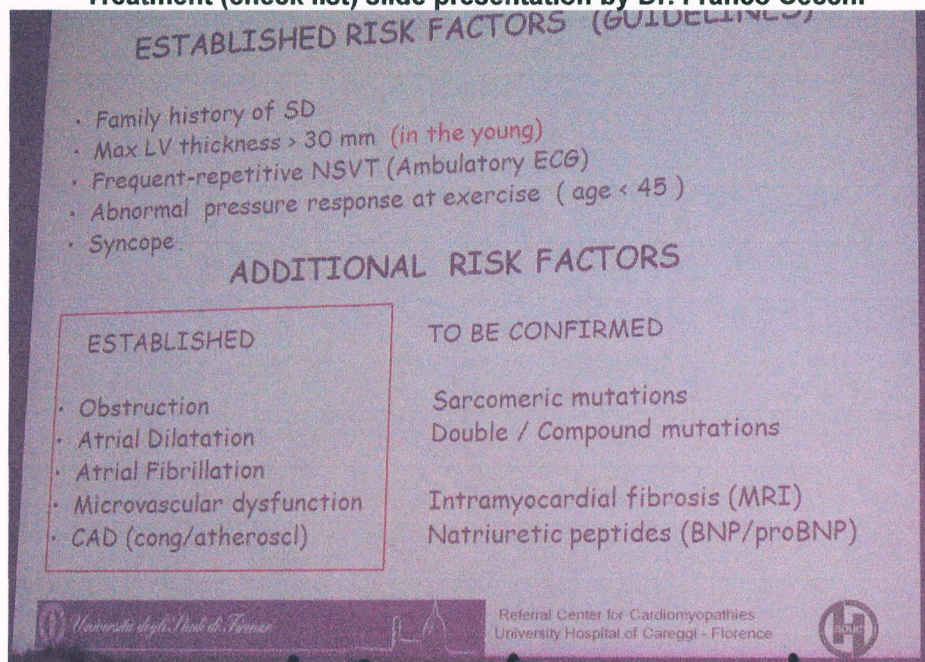 Treatment (check list) slide presentation by Dr. Franco Cecchi
ESTABLISHED RISK FACTORS (GUIDELINES)
· Family history of SD
· Max LV thickness > 30 mm (in the young)
· Frequent-repetitive NSVT (Ambulatory ECG)
· Abnormal pressure response at exercise ( age < 45 )
· Syncope
ADDITIONAL RISK FACTORS
ESTABLISHED
· Obstruction
· Atrial Dilatation
· Atrial Fibrillation
· Microvascular dysfunction
· CAD (cong/atheroscl)
TO BE CONFIRMED
Sarcomeric mutations
Double / Compound mutations
Intramyocardial fibrosis (MRI)
Natriuretic peptides (BNP/proBNP)
Università degli Studi di Firenze
Referral Center for Cardiomyopathies
University Hospital of Careggi - Florence
AOUC